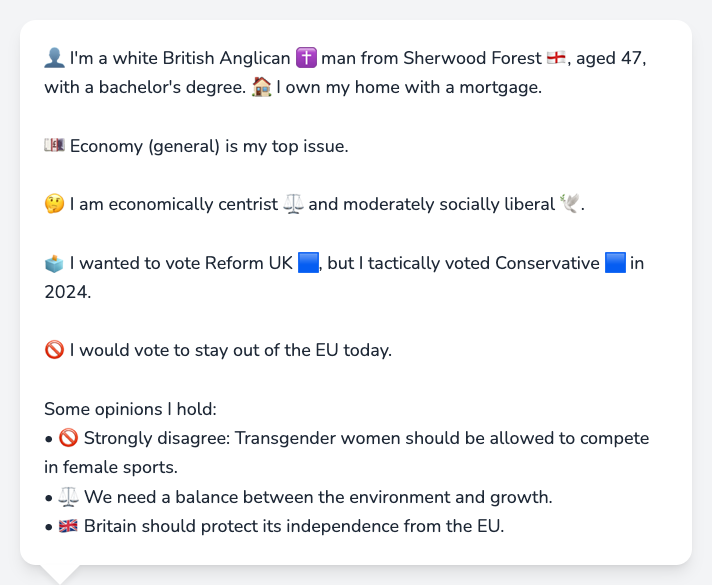 👤 I'm a white British Anglican ✝️ man from Sherwood Forest 🏴󠁧󠁢󠁥󠁮󠁧󠁿, aged 47,
with a bachelor's degree. 🏠 I own my home with a mortgage.
💷 Economy (general) is my top issue.
🤔 I am economically centrist ⚖️ and moderately socially liberal 🕊️.
🗳️ I wanted to vote Reform UK 🟦, but I tactically voted Conservative 🟦 in
2024.
🚫 I would vote to stay out of the EU today.
Some opinions I hold:
• 🚫 Strongly disagree: Transgender women should be allowed to compete
in female sports.
• ⚖️ We need a balance between the environment and growth.
• 🇬🇧 Britain should protect its independence from the EU.